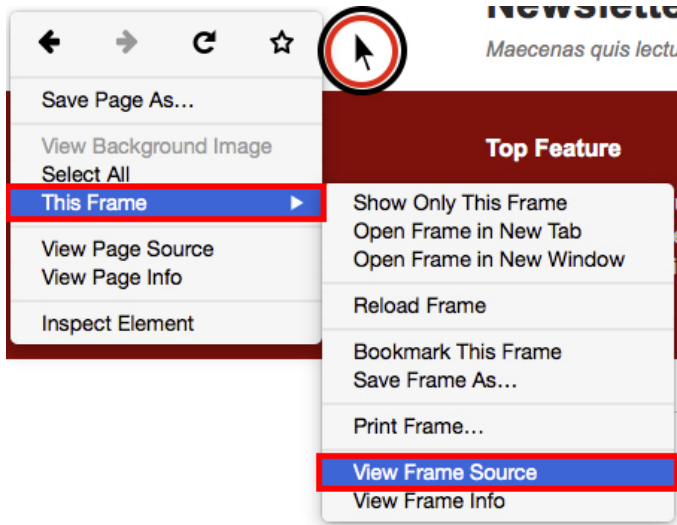 Newslette
Maecenas quis lectu
Top Feature
Save Page As...
View Background Image
Select All
This Frame
View Page Source
View Page Info
Inspect Element
Show Only This Frame
Open Frame in New Tab
Open Frame in New Window
Reload Frame
Bookmark This Frame
Save Frame As...
Print Frame...
View Frame Source
View Frame Info